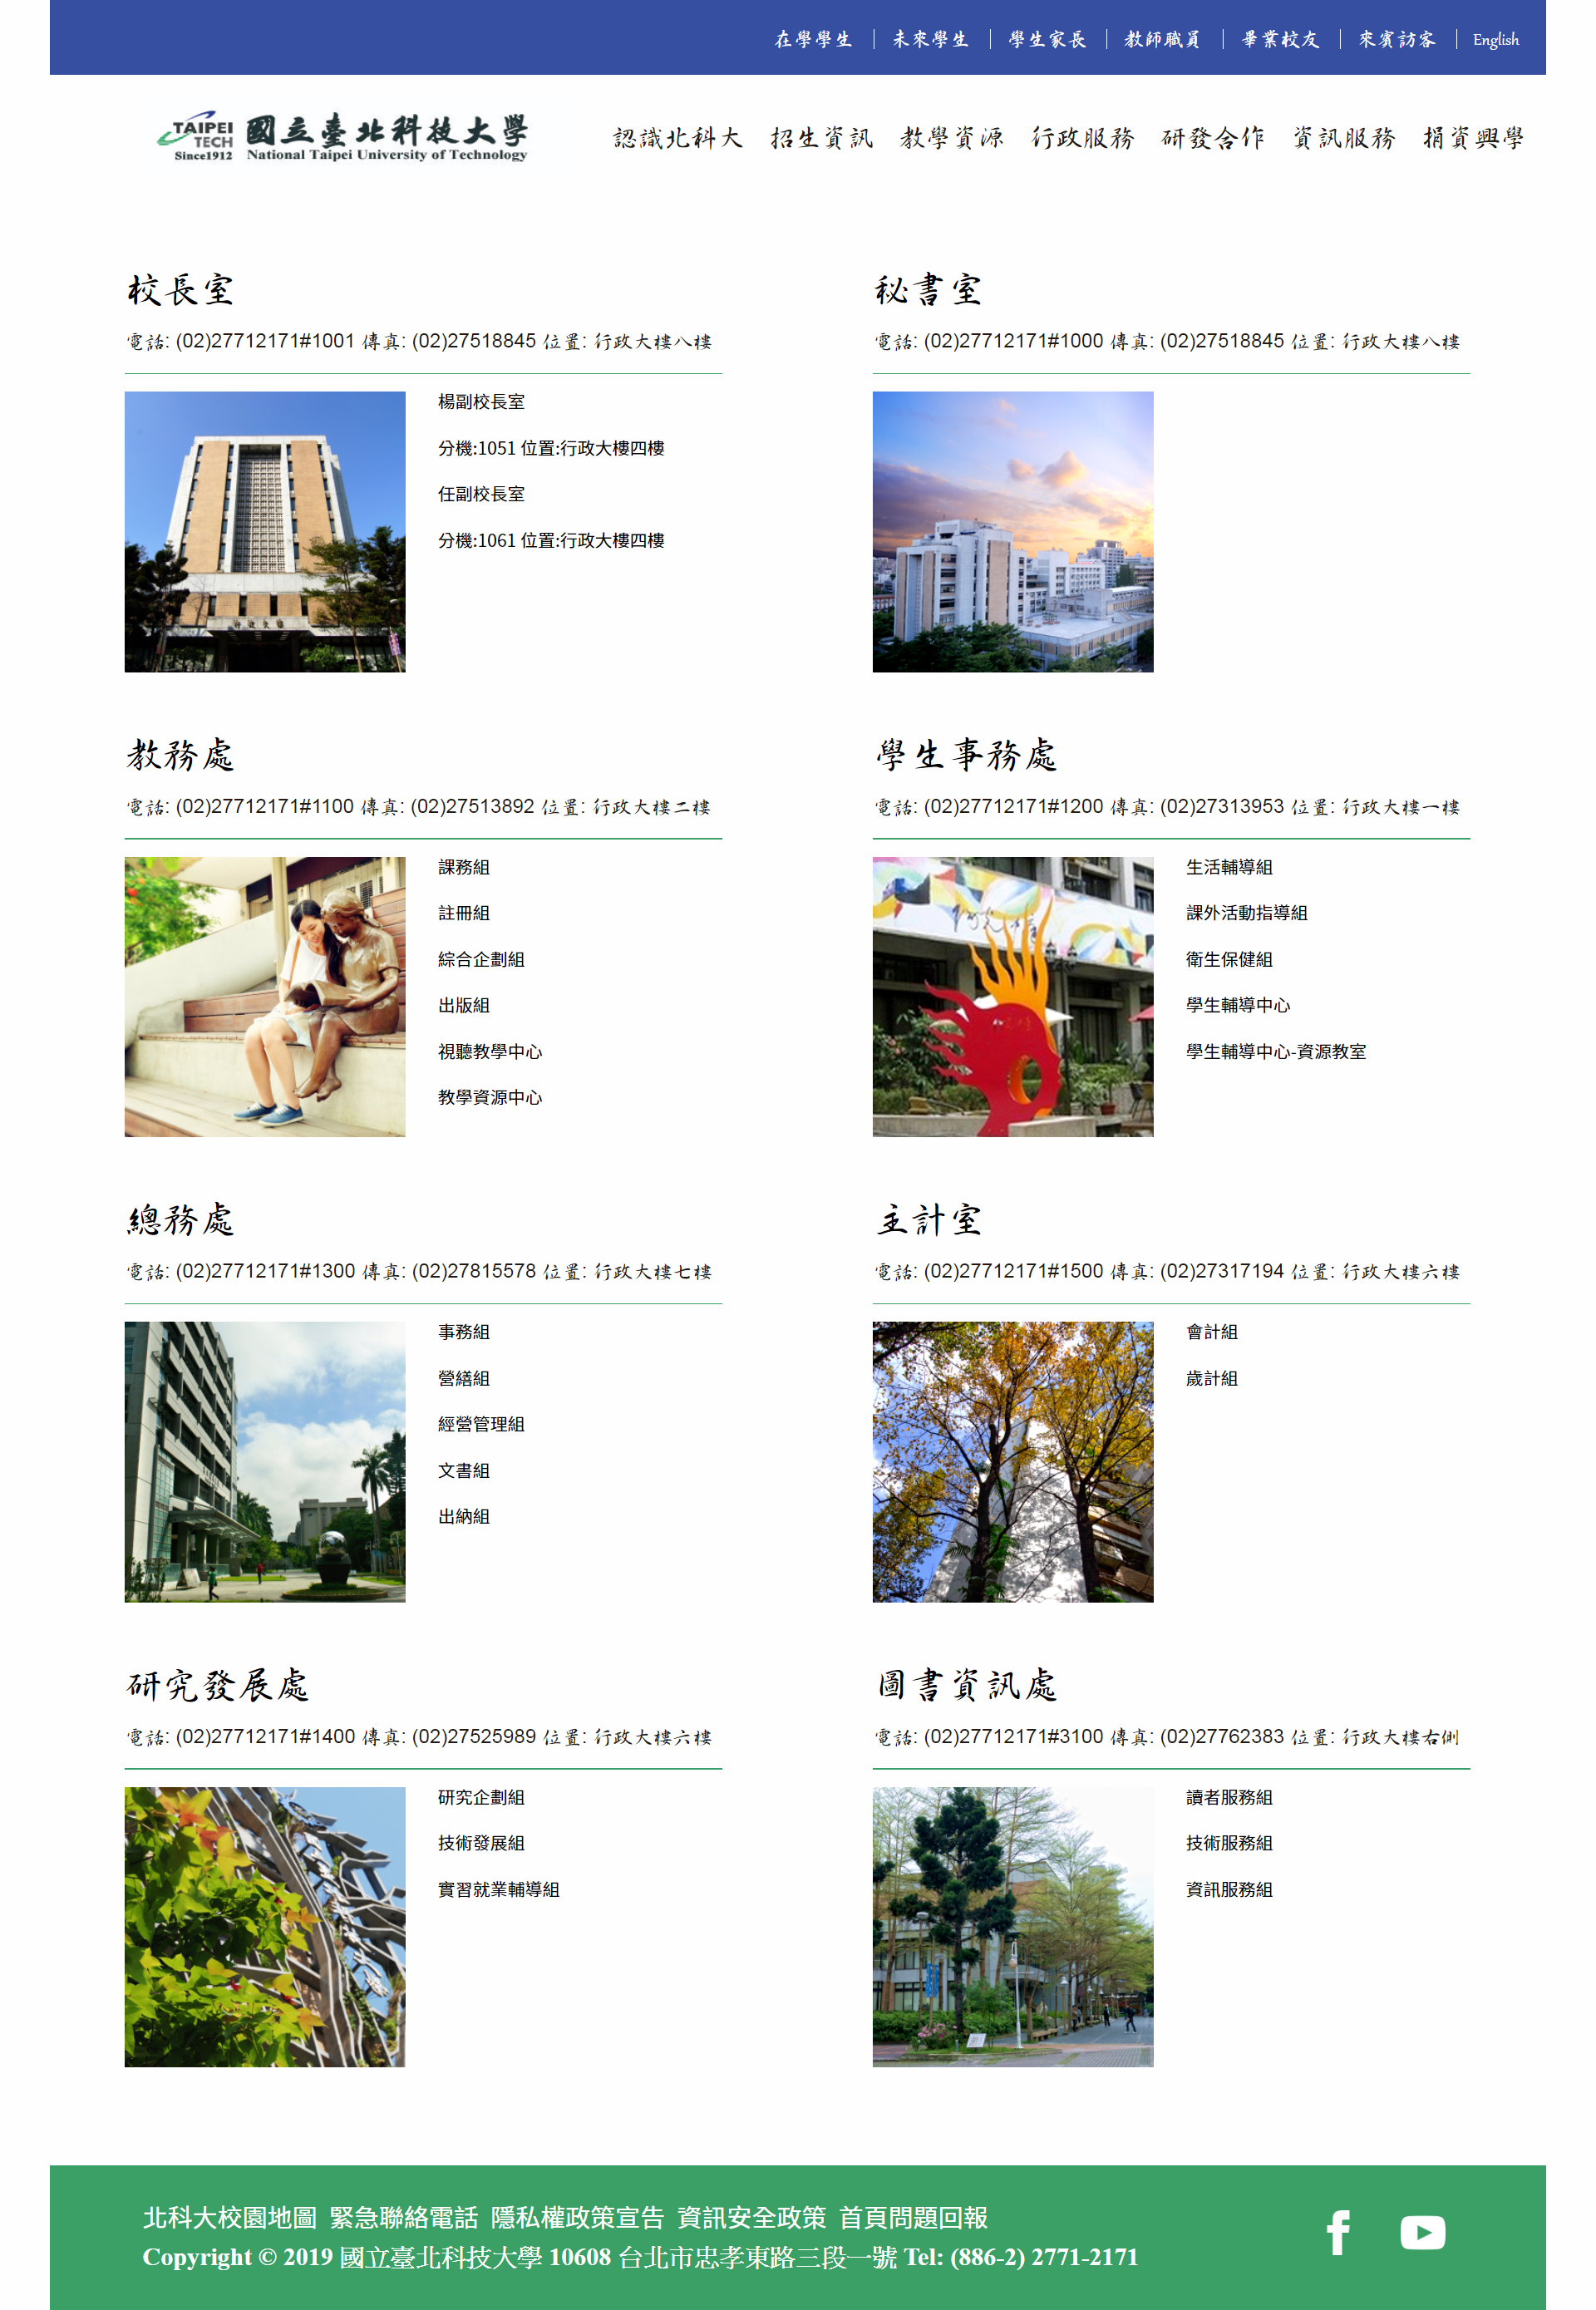 在學學生 未來學生 學生家長 教師職員 畢業校友 來賓訪客 English
TAIPEI TECH Since1912
國立臺北科技大學
National Taipei University of Technology
認識北科大 招生資訊 教學資源 行政服務 研發合作 資訊服務 捐資興學
校長室
電話: (02)27712171#1001 傳真: (02)27518845 位置: 行政大樓八樓
楊副校長室
分機:1051 位置:行政大樓四樓
任副校長室
分機:1061 位置:行政大樓四樓
行政大樓
秘書室
電話: (02)27712171#1000 傳真: (02)27518845 位置: 行政大樓八樓
教務處
電話: (02)27712171#1100 傳真: (02)27513892 位置: 行政大樓二樓
課務組
註冊組
綜合企劃組
出版組
視聽教學中心
教學資源中心
學生事務處
電話: (02)27712171#1200 傳真: (02)27313953 位置: 行政大樓一樓
生活輔導組
課外活動指導組
衛生保健組
學生輔導中心
學生輔導中心-資源教室
總務處
電話: (02)27712171#1300 傳真: (02)27815578 位置: 行政大樓七樓
事務組
營繕組
經營管理組
文書組
出納組
主計室
電話: (02)27712171#1500 傳真: (02)27317194 位置: 行政大樓六樓
會計組
歲計組
研究發展處
電話: (02)27712171#1400 傳真: (02)27525989 位置: 行政大樓六樓
研究企劃組
技術發展組
實習就業輔導組
圖書資訊處
電話: (02)27712171#3100 傳真: (02)27762383 位置: 行政大樓右側
讀者服務組
技術服務組
資訊服務組
北科大校園地圖 緊急聯絡電話 隱私權政策宣告 資訊安全政策 首頁問題回報
Copyright © 2019 國立臺北科技大學 10608 台北市忠孝東路三段一號 Tel: (886-2) 2771-2171